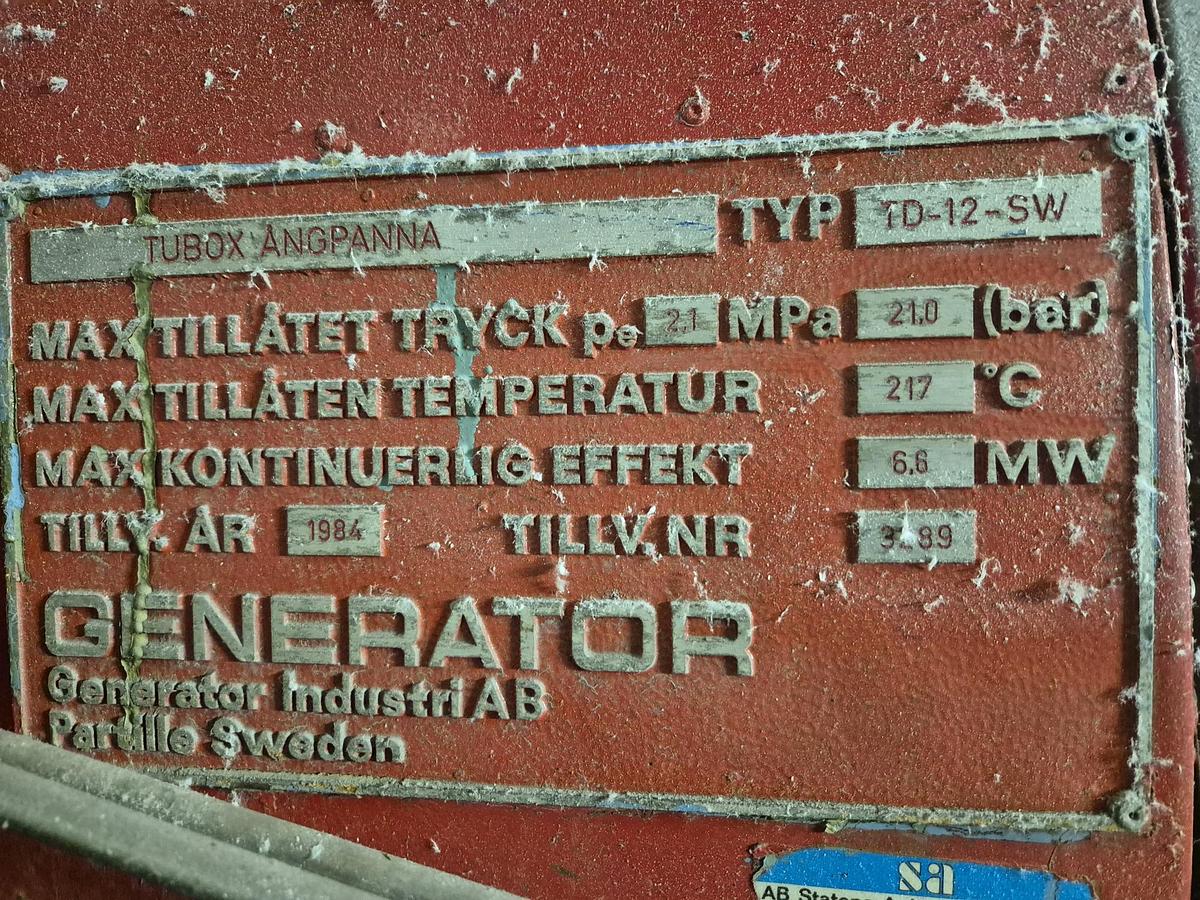 TUBOX ÅNGPANNA TYP TD-12-SW
MAX TILLÅTET TRYCK pe 2,1 MPa 21,0 (bar)
MAX TILLÅTEN TEMPERATUR 217 °C
MAX KONTINUERLIG EFFEKT 6,6 MW
TILLV. ÅR 1984 TILLV. NR
GENERATOR
Generator Industri AB
Partille Sweden
sa
AB Statens